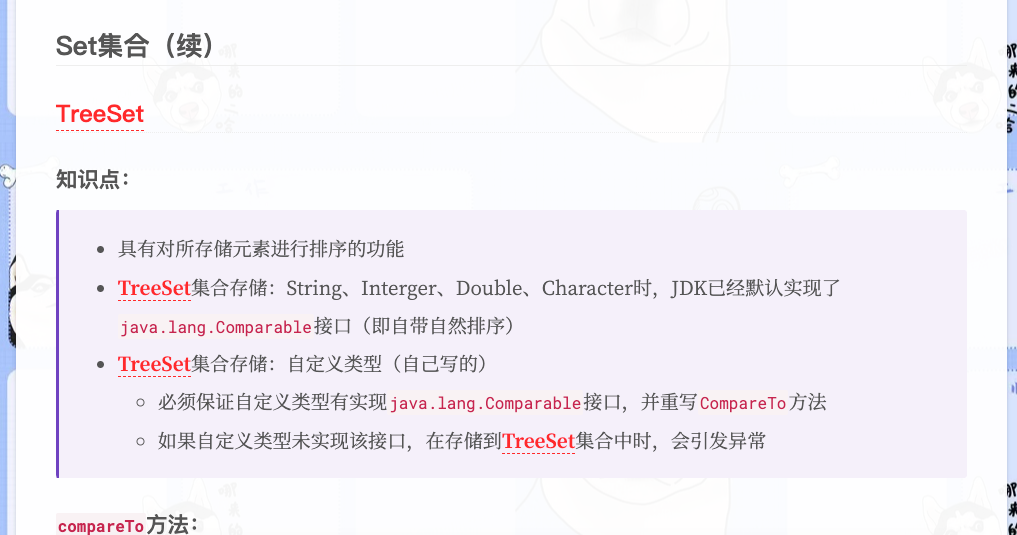 Set集合（续）
TreeSet
知识点：
具有对所存储元素进行排序的功能
TreeSet集合存储：String、Interger、Double、Character时，JDK已经默认实现了
java.lang.Comparable接口（即自带自然排序）
TreeSet集合存储：自定义类型（自己写的）
必须保证自定义类型有实现java.lang.Comparable接口，并重写CompareTo方法
如果自定义类型未实现该接口，在存储到TreeSet集合中时，会引发异常
compareTo方法：